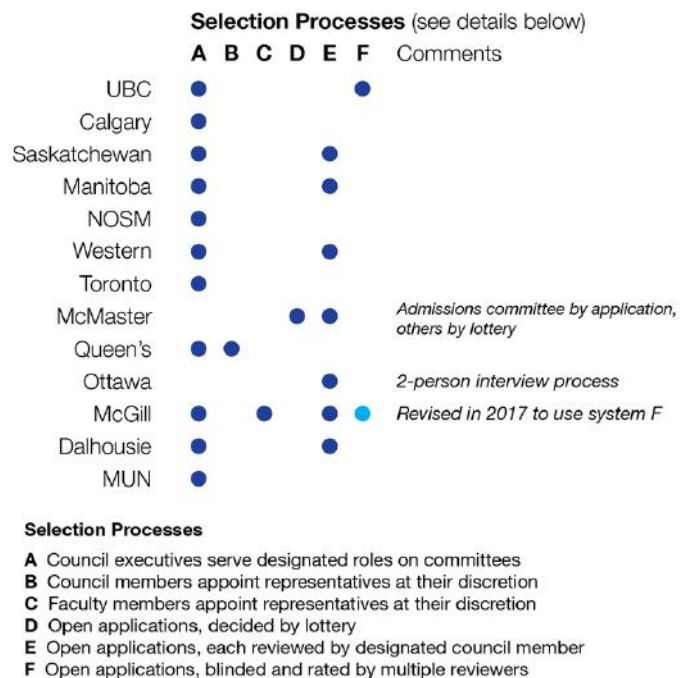 Selection Processes (see details below)
A B C D E F Comments
UBC
Calgary
Saskatchewan
Manitoba
NOSM
Western
Toronto
McMaster Admissions committee by application,
others by lottery
Queen's
Ottawa 2-person interview process
McGill Revised in 2017 to use system F
Dalhousie
MUN
Selection Processes
A Council executives serve designated roles on committees
B Council members appoint representatives at their discretion
C Faculty members appoint representatives at their discretion
D Open applications, decided by lottery
E Open applications, each reviewed by designated council member
F Open applications, blinded and rated by multiple reviewers